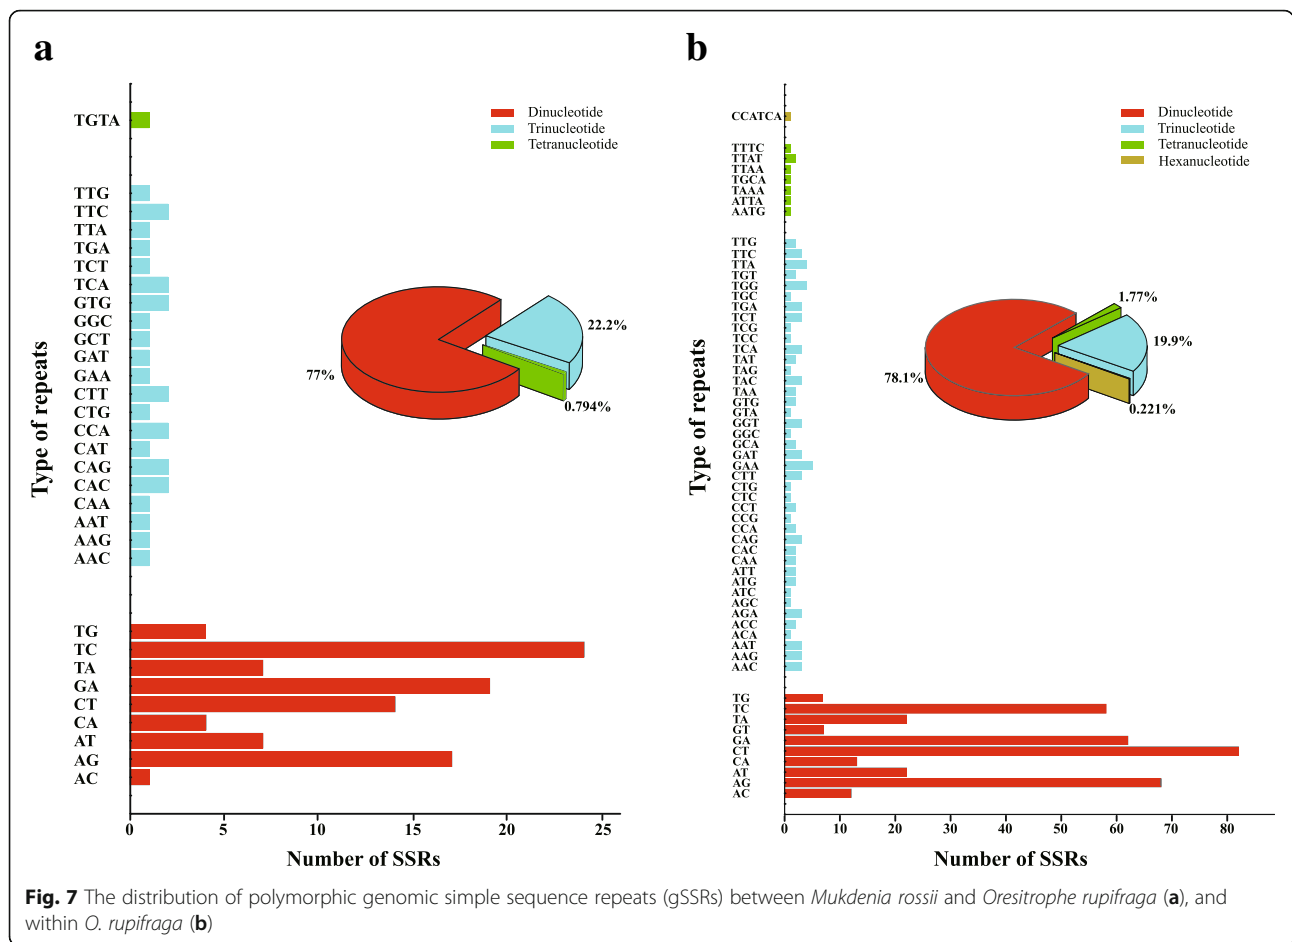 a
TGTA
TTG
TTC
TTA
TGA
TCT
TCA
GTG
GGC
GCT
GAT
GAA
CTT
CTG
CCA
CAT
CAG
CAC
CAA
AAT
AAG
AAC
TG
TC
TA
GA
CT
CA
AT
AG
AC
Type of repeats
0 5 10 15 20 25
Number of SSRs
Dinucleotide
Trinucleotide
Tetranucleotide
22.2%
77%
0.794%
b
CCATCA
TTTC
TTAT
TTAA
TGCA
TAAA
ATTA
AATG
TTG
TTC
TTA
TGT
TGG
TGC
TGA
TCT
TCG
TCC
TCA
TAT
TAG
TAC
TAA
GTG
GTA
GGT
GGC
GCA
GAT
GAA
CTT
CTG
CTC
CCT
CCG
CCA
CAG
CAC
CAA
ATT
ATG
ATC
AGC
AGA
ACC
ACA
AAT
AAG
AAC
TG
TC
TA
GT
GA
CT
CA
AT
AG
AC
Type of repeats
0 10 20 30 40 50 60 70 80
Number of SSRs
Dinucleotide
Trinucleotide
Tetranucleotide
Hexanucleotide
1.77%
19.9%
78.1%
0.221%
Fig. 7 The distribution of polymorphic genomic simple sequence repeats (gSSRs) between Mukdenia rossii and Oresitrophe rupifraga (a), and
within O. rupifraga (b)